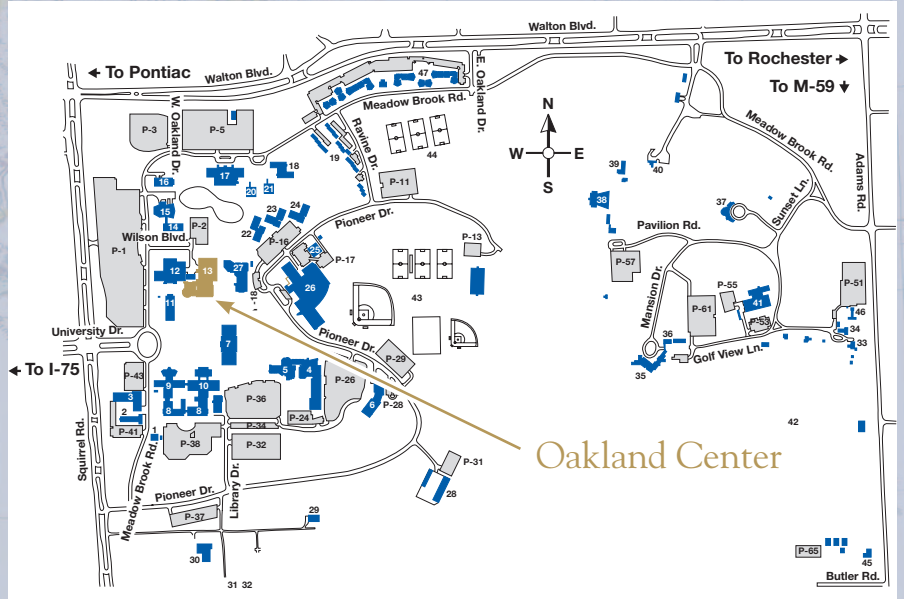 Walton Blvd.
← To Pontiac
Walton Blvd.
To Rochester →
To M-59 ↓
47
Meadow Brook Rd.
E. Oakland Dr.
W. Oakland Dr.
P-3
P-5
Ravine Dr.
19
44
N
W E
S
39
40
Meadow Brook Rd.
Adams Rd.
16
17
18
20
21
P-11
38
37
Sunset Ln.
15
14
P-2
22
23
24
Pioneer Dr.
Wilson Blvd.
P-1
P-16
25
P-17
P-13
Pavilion Rd.
P-57
12
13
27
26
P-18
11
43
Mansion Dr.
P-55
41
P-51
P-61
P-53
46
34
33
University Dr.
7
Pioneer Dr.
36
Golf View Ln.
35
← To I-75
P-43
9
10
5
4
P-29
P-26
3
2
P-41
8
8
P-36
P-24
6
P-28
42
Squirrel Rd.
1
P-38
P-34
P-32
Oakland Center
Meadow Brook Rd.
Library Dr.
P-31
28
Pioneer Dr.
P-37
29
30
31 32
P-65
45
Butler Rd.